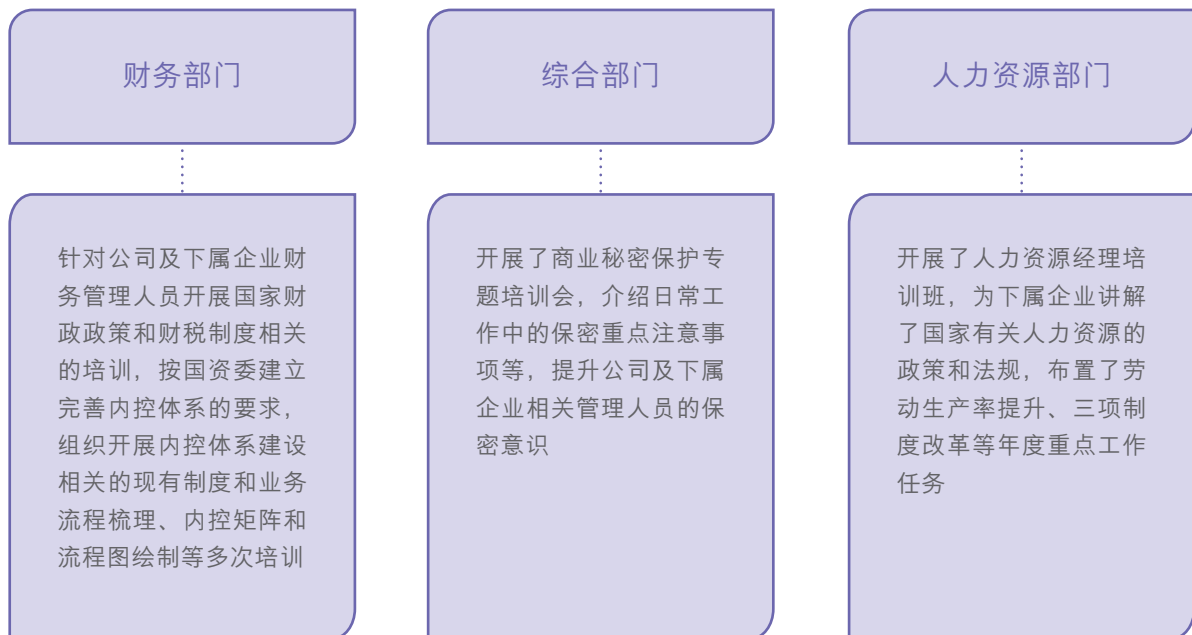 财务部门
针对公司及下属企业财
务管理人员开展国家财
政政策和财税制度相关
的培训，按国资委建立
完善内控体系的要求，
组织开展内控体系建设
相关的现有制度和业务
流程梳理、内控矩阵和
流程图绘制等多次培训
综合部门
开展了商业秘密保护专
题培训会，介绍日常工
作中的保密重点注意事
项等，提升公司及下属
企业相关管理人员的保
密意识
人力资源部门
开展了人力资源经理培
训班，为下属企业讲解
了国家有关人力资源的
政策和法规，布置了劳
动生产率提升、三项制
度改革等年度重点工作
任务